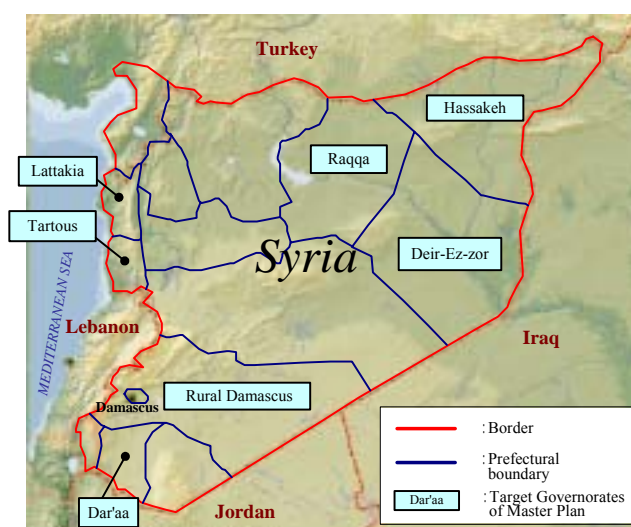 Turkey
Hassakeh
Raqqa
Lattakia
Tartous
Syria
Deir-Ez-zor
MEDITERRANEAN SEA
Lebanon
Iraq
Rural Damascus
Damascus
Dar'aa
Jordan
: Border
: Prefectural
boundary
Dar'aa : Target Governorates
of Master Plan